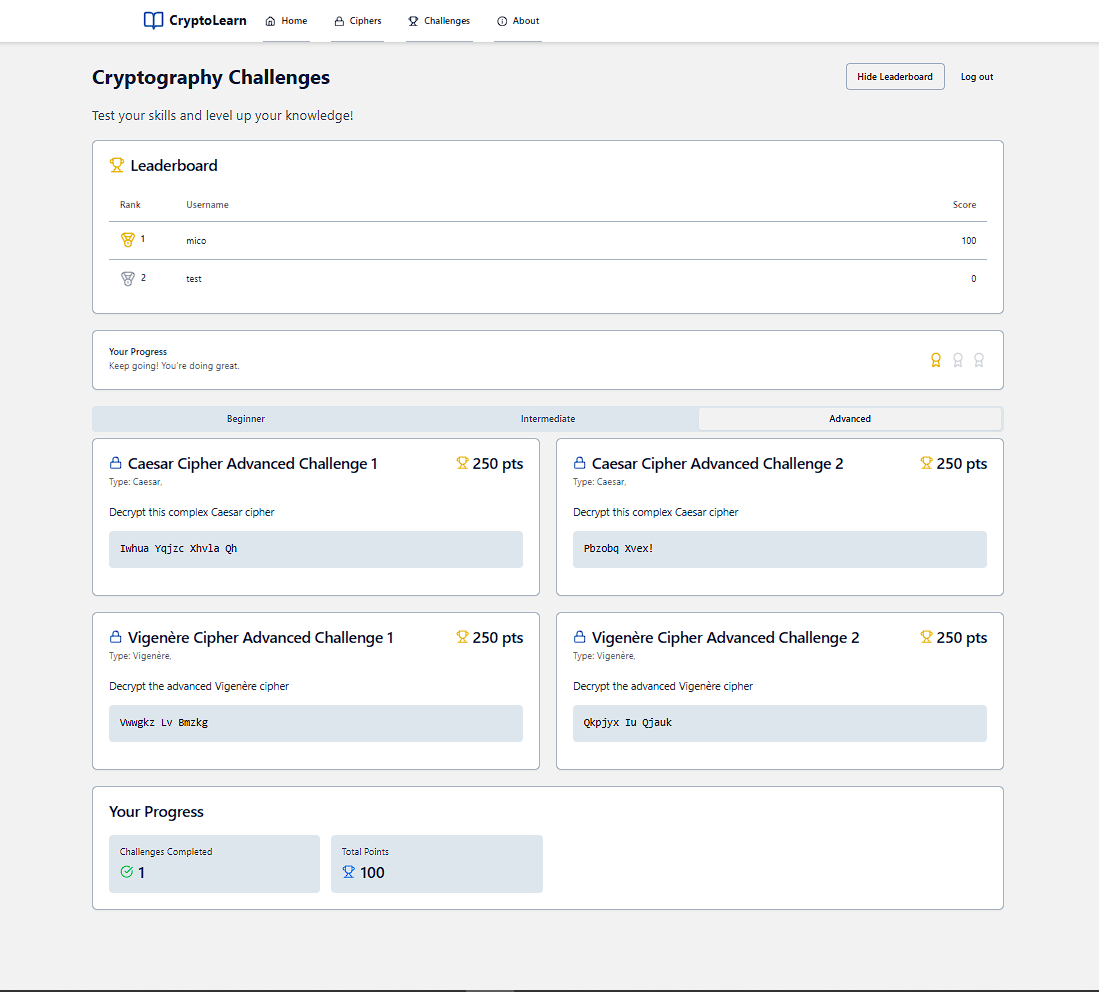 CryptoLearn Home Ciphers Challenges About
Cryptography Challenges
Hide Leaderboard Log out
Test your skills and level up your knowledge!
Leaderboard
Rank Username Score
1 mico 100
2 test 0
Your Progress
Keep going! You're doing great.
Beginner Intermediate Advanced
Caesar Cipher Advanced Challenge 1 250 pts
Type: Caesar,
Decrypt this complex Caesar cipher
Iwhua Yqjzc Xhvla Qh
Caesar Cipher Advanced Challenge 2 250 pts
Type: Caesar,
Decrypt this complex Caesar cipher
Pbzobq Xvex!
Vigenère Cipher Advanced Challenge 1 250 pts
Type: Vigenère,
Decrypt the advanced Vigenère cipher
Vwwgkz Lv Bmzkg
Vigenère Cipher Advanced Challenge 2 250 pts
Type: Vigenère,
Decrypt the advanced Vigenère cipher
Qkpjyx Iu Qjauk
Your Progress
Challenges Completed
1
Total Points
100